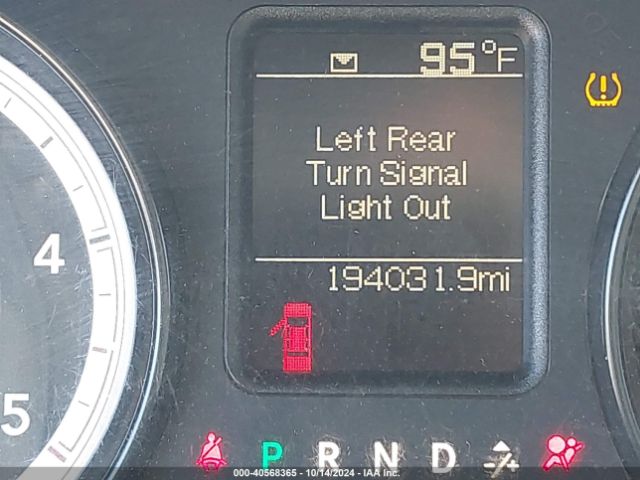 95°F
Left Rear
Turn Signal
Light Out
194031.9mi
4
5
P R N D
000-40568365 - 10/14/2024 - IAA Inc.